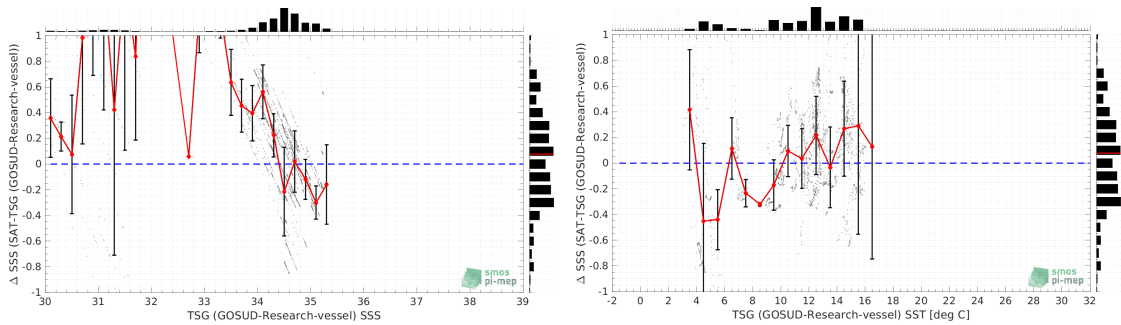 Δ SSS (SAT-TSG (GOSUD-Research-vessel))
1
0.8
0.6
0.4
0.2
0
-0.2
-0.4
-0.6
-0.8
-1
30 31 32 33 34 35 36 37 38 39
TSG (GOSUD-Research-vessel) SSS
smos
pi-mep
Δ SSS (SAT-TSG (GOSUD-Research-vessel))
1
0.8
0.6
0.4
0.2
0
-0.2
-0.4
-0.6
-0.8
-1
-2 0 2 4 6 8 10 12 14 16 18 20 22 24 26 28 30 32
TSG (GOSUD-Research-vessel) SST [deg C]
smos
pi-mep